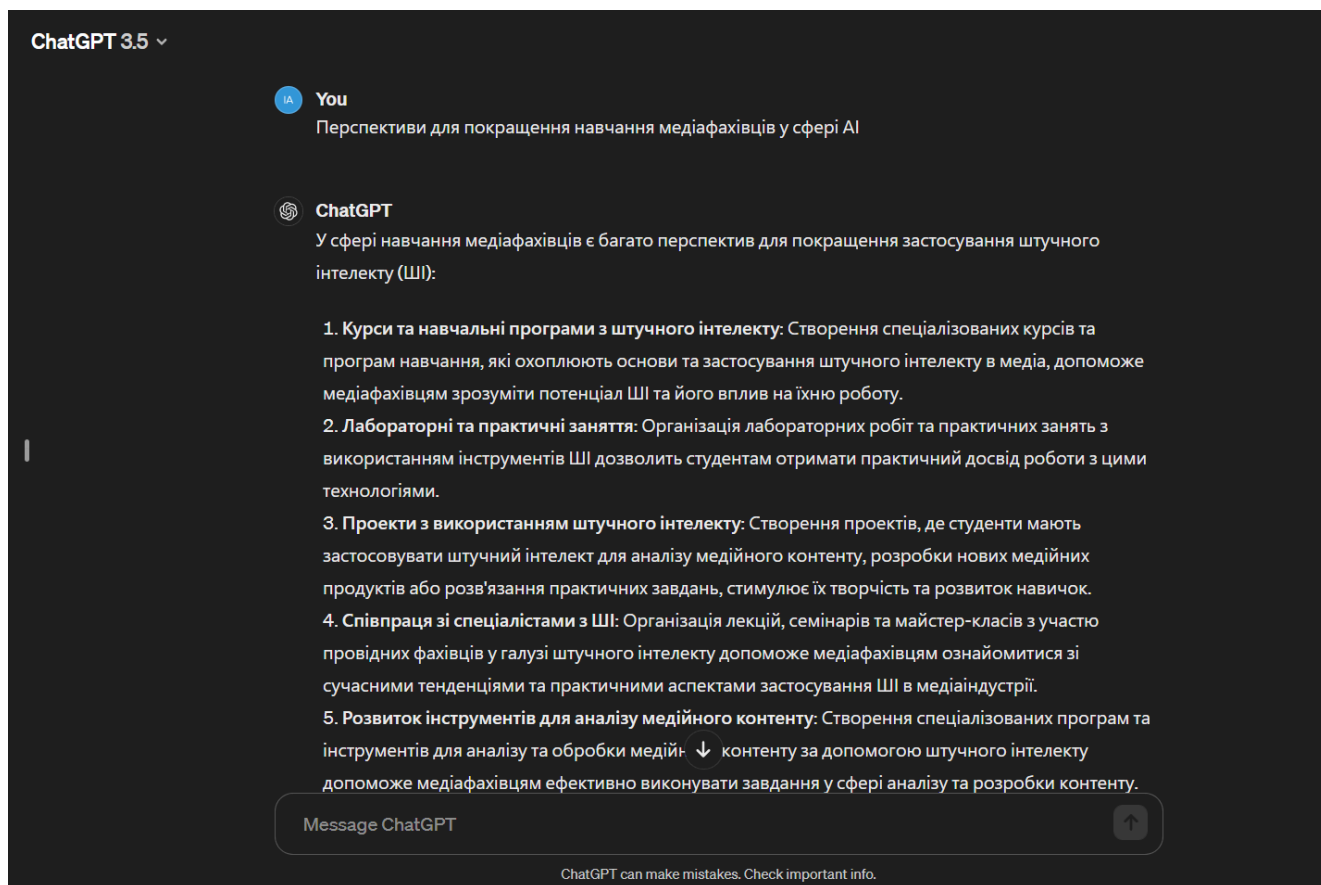 ChatGPT 3.5
IA
You
Перспективи для покращення навчання медіафахівців у сфері AI
ChatGPT
У сфері навчання медіафахівців є багато перспектив для покращення застосування штучного
інтелекту (ШІ):
1. Курси та навчальні програми з штучного інтелекту: Створення спеціалізованих курсів та
програм навчання, які охоплюють основи та застосування штучного інтелекту в медіа, допоможе
медіафахівцям зрозуміти потенціал ШІ та його вплив на їхню роботу.
2. Лабораторні та практичні заняття: Організація лабораторних робіт та практичних занять з
використанням інструментів ШІ дозволить студентам отримати практичний досвід роботи з цими
технологіями.
3. Проекти з використанням штучного інтелекту: Створення проектів, де студенти мають
застосовувати штучний інтелект для аналізу медійного контенту, розробки нових медійних
продуктів або розв'язання практичних завдань, стимулює їх творчість та розвиток навичок.
4. Співпраця зі спеціалістами з ШІ: Організація лекцій, семінарів та майстер-класів з участю
провідних фахівців у галузі штучного інтелекту допоможе медіафахівцям ознайомитися зі
сучасними тенденціями та практичними аспектами застосування ШІ в медіаіндустрії.
5. Розвиток інструментів для аналізу медійного контенту: Створення спеціалізованих програм та
інструментів для аналізу та обробки контенту за допомогою штучного інтелекту
допоможе медіафахівцям ефективно виконувати завдання у сфері аналізу та розробки контенту.
Message ChatGPT
ChatGPT can make mistakes. Check important info.